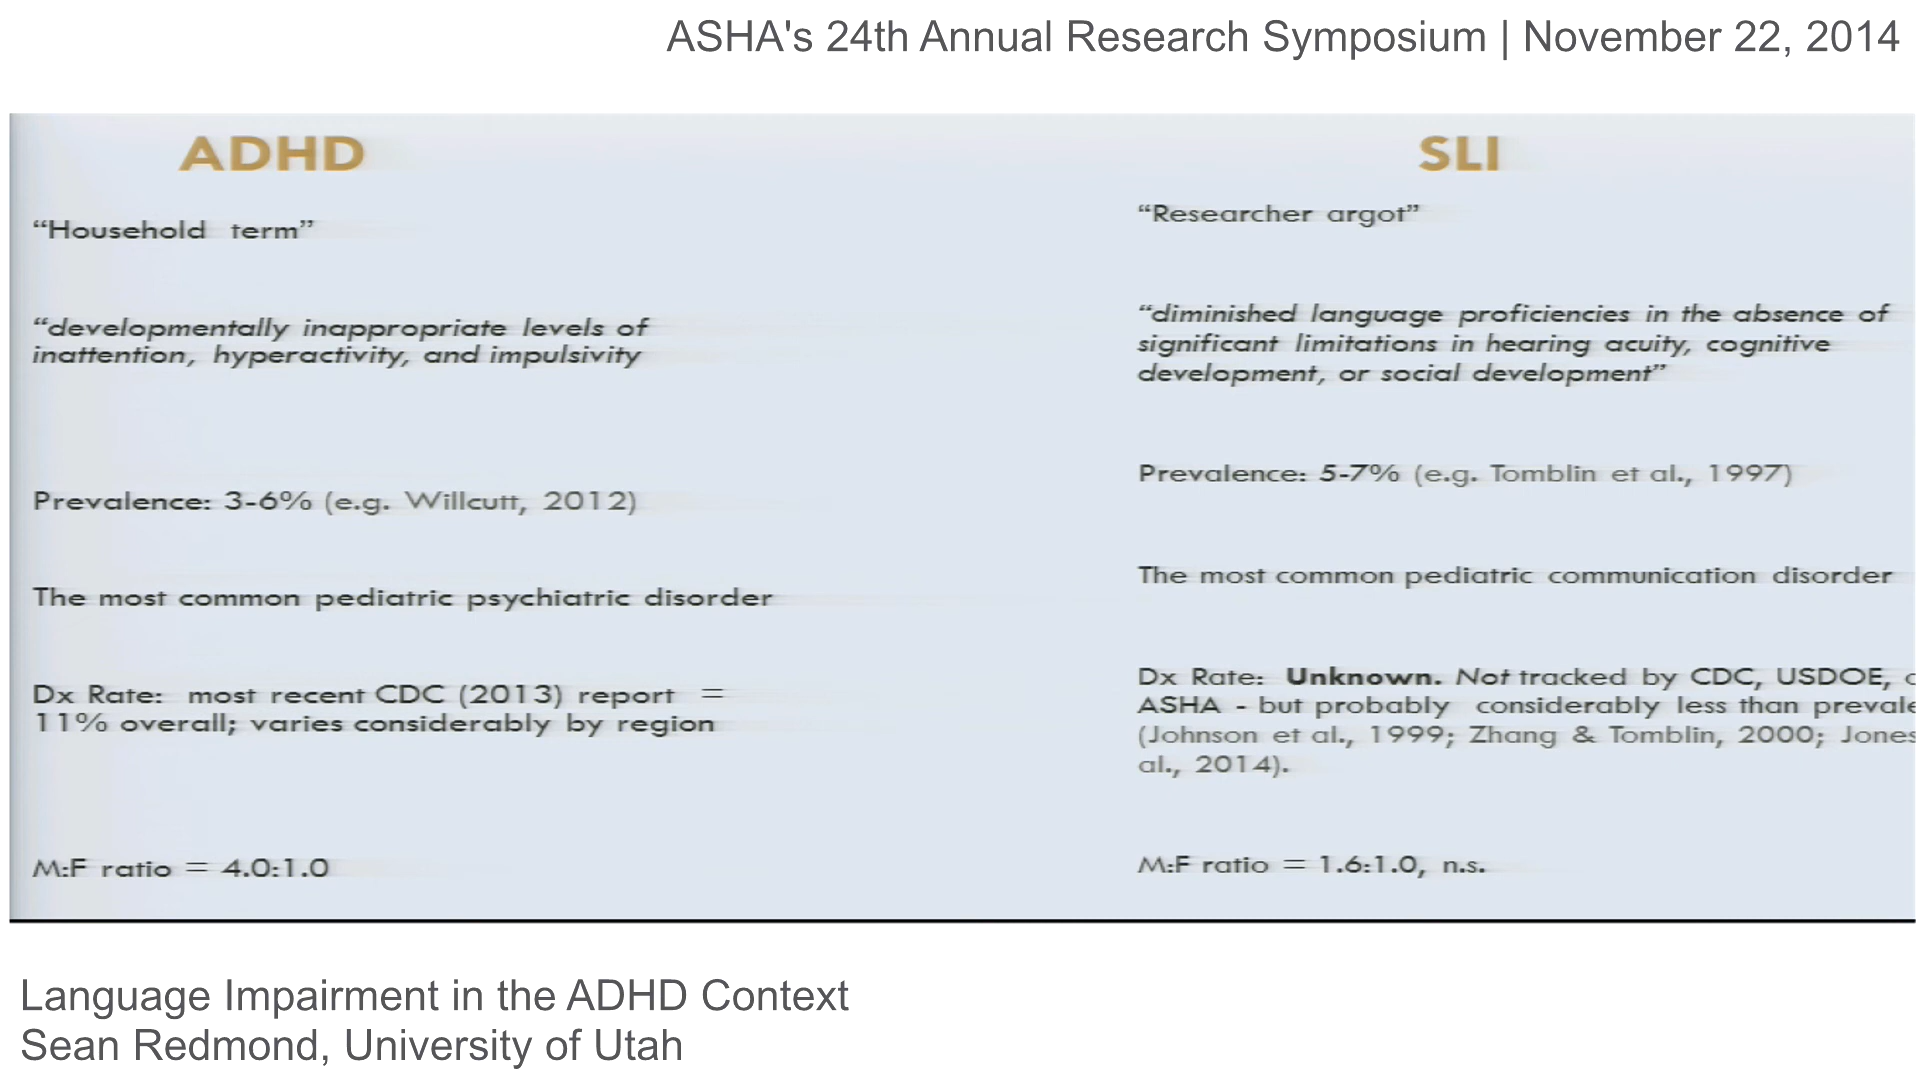 ASHA's 24th Annual Research Symposium | November 22, 2014
ADHD
"Household term"
"developmentally inappropriate levels of
inattention, hyperactivity, and impulsivity
Prevalence: 3-6% (e.g. Willcutt, 2012)
The most common pediatric psychiatric disorder
Dx Rate: most recent CDC (2013) report =
11% overall; varies considerably by region
M:F ratio = 4.0:1.0
SLI
"Researcher argot"
"diminished language proficiencies in the absence of
significant limitations in hearing acuity, cognitive
development, or social development"
Prevalence: 5-7% (e.g. Tomblin et al., 1997)
The most common pediatric communication disorder
Dx Rate: Unknown. Not tracked by CDC, USDOE,
ASHA - but probably considerably less than
(Johnson et al., 1999; Zhang & Tomblin, 2000; Jones
al., 2014).
M:F ratio = 1.6:1.0, n.s.
Language Impairment in the ADHD Context
Sean Redmond, University of Utah